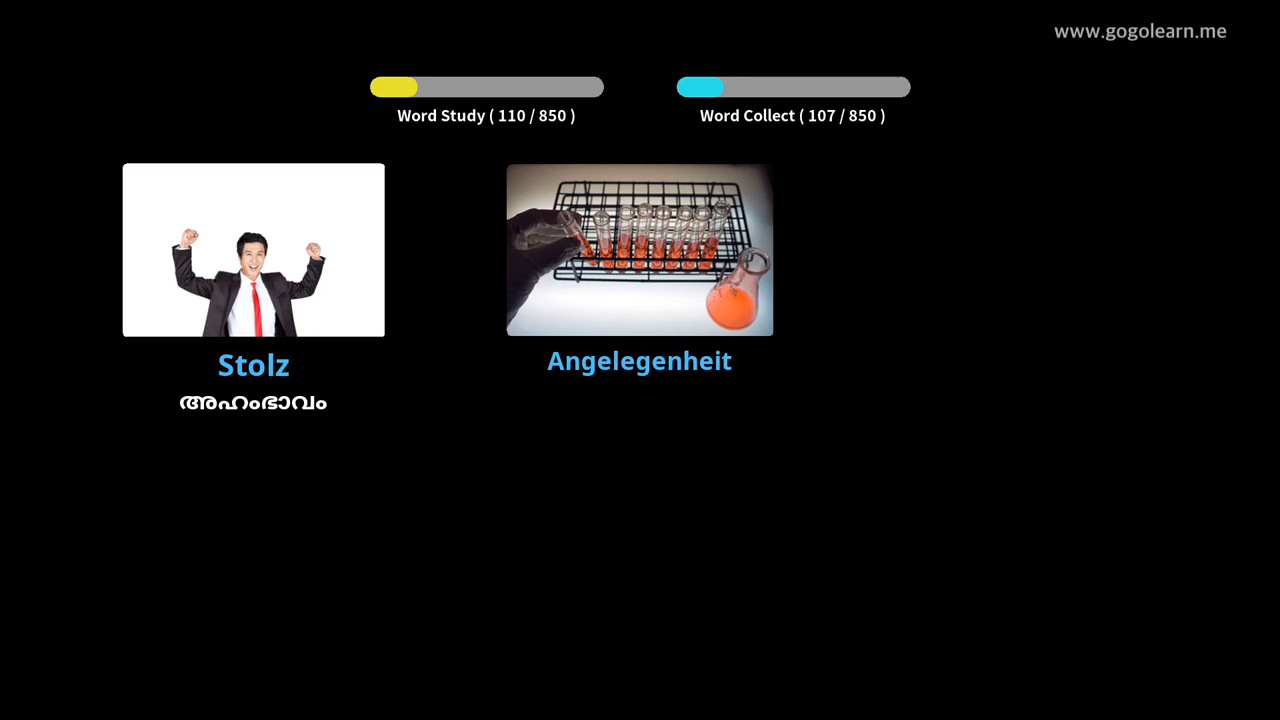 www.gogolearn.me
Word Study ( 110 / 850 )
Word Collect ( 107 / 850 )
Stolz
Angelegenheit
അഹംഭാവം